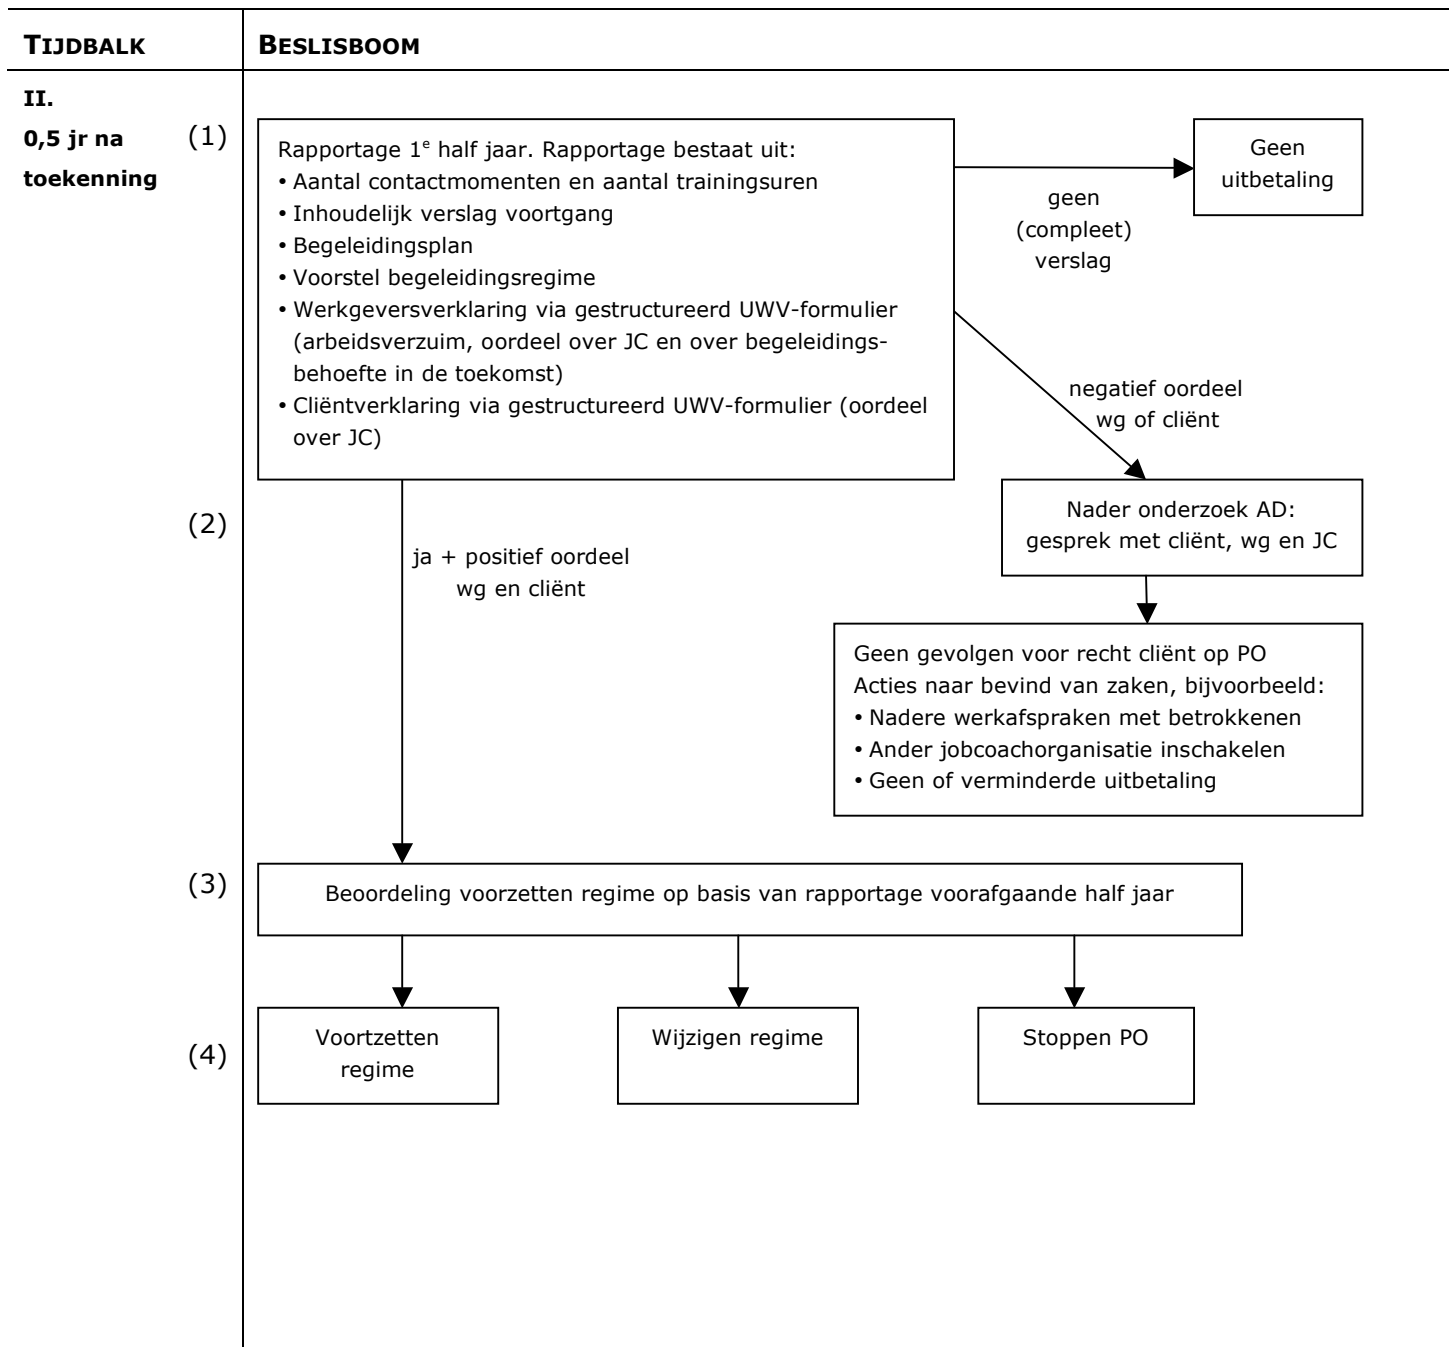 TIJDBALK
BESLISBOOM
II.
0,5 jr na
toekenning
(1)
Rapportage 1e half jaar. Rapportage bestaat uit:
• Aantal contactmomenten en aantal trainingsuren
• Inhoudelijk verslag voortgang
• Begeleidingsplan
• Voorstel begeleidingsregime
• Werkgeversverklaring via gestructureerd UWV-formulier
(arbeidsverzuim, oordeel over JC en over begeleidings-
behoefte in de toekomst)
• Cliëntverklaring via gestructureerd UWV-formulier (oordeel
over JC)
geen
(compleet)
verslag
Geen
uitbetaling
negatief oordeel
wg of cliënt
(2)
ja + positief oordeel
wg en cliënt
Nader onderzoek AD:
gesprek met cliënt, wg en JC
Geen gevolgen voor recht cliënt op PO
Acties naar bevind van zaken, bijvoorbeeld:
• Nadere werkafspraken met betrokkenen
• Ander jobcoachorganisatie inschakelen
• Geen of verminderde uitbetaling
(3)
Beoordeling voorzetten regime op basis van rapportage voorafgaande half jaar
(4)
Voortzetten
regime
Wijzigen regime
Stoppen PO